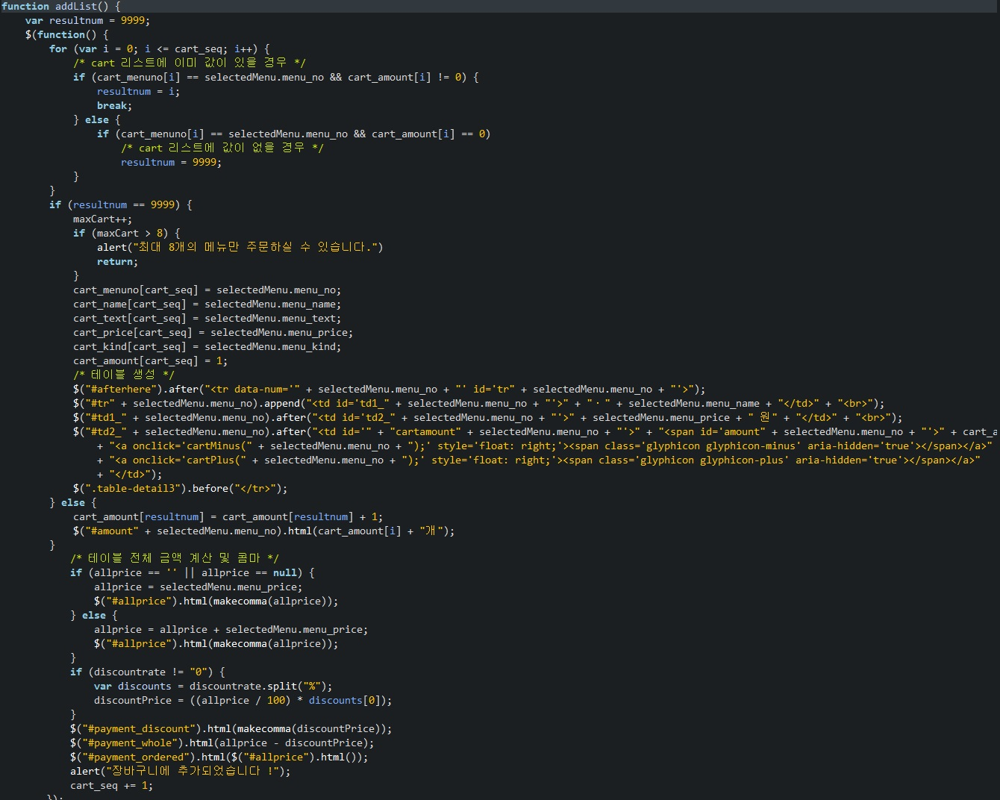 function addList() {
    var resultnum = 9999;
    $(function() {
        for (var i = 0; i <= cart_seq; i++) {
            /* cart 리스트에 이미 값이 있을 경우 */
            if (cart_menuno[i] == selectedMenu.menu_no && cart_amount[i] != 0) {
                resultnum = i;
                break;
            } else {
                if (cart_menuno[i] == selectedMenu.menu_no && cart_amount[i] == 0)
                    /* cart 리스트에 값이 없을 경우 */
                    resultnum = 9999;
            }
        }
        if (resultnum == 9999) {
            maxCart++;
            if (maxCart > 8) {
                alert("최대 8개의 메뉴만 주문하실 수 있습니다.")
                return;
            }
            cart_menuno[cart_seq] = selectedMenu.menu_no;
            cart_name[cart_seq] = selectedMenu.menu_name;
            cart_text[cart_seq] = selectedMenu.menu_text;
            cart_price[cart_seq] = selectedMenu.menu_price;
            cart_kind[cart_seq] = selectedMenu.menu_kind;
            cart_amount[cart_seq] = 1;
            /* 테이블 생성 */
            $("#afterhere").after("<tr data-num='" + selectedMenu.menu_no + "' id='tr" + selectedMenu.menu_no + "'>");
            $("#tr" + selectedMenu.menu_no).append("<td id='td1_" + selectedMenu.menu_no + "'>" + "·" + selectedMenu.menu_name + "</td>" + "<br>");
            $("#td1_" + selectedMenu.menu_no).after("<td id='td2_" + selectedMenu.menu_no + "'>" + selectedMenu.menu_price + " 원" + "</td>" + "<br>");
            $("#td2_" + selectedMenu.menu_no).after("<td id='" + "cartamount" + selectedMenu.menu_no + "'>" + "<span id='amount" + selectedMenu.menu_no + "'>" + cart_a
                + "<a onclick='cartMinus(" + selectedMenu.menu_no + ");' style='float: right;'><span class='glyphicon glyphicon-minus' aria-hidden='true'></span></a>"
                + "<a onclick='cartPlus(" + selectedMenu.menu_no + ");' style='float: right;'><span class='glyphicon glyphicon-plus' aria-hidden='true'></span></a>"
                + "</td>");
            $(".table-detail3").before("</tr>");
        } else {
            cart_amount[resultnum] = cart_amount[resultnum] + 1;
            $("#amount" + selectedMenu.menu_no).html(cart_amount[i] + "개");
        }
            /* 테이블 전체 금액 계산 및 콤마 */
            if (allprice == '' || allprice == null) {
                allprice = selectedMenu.menu_price;
                $("#allprice").html(makecomma(allprice));
            } else {
                allprice = allprice + selectedMenu.menu_price;
                $("#allprice").html(makecomma(allprice));
            }
            if (discountrate != "0") {
                var discounts = discountrate.split("%");
                discountPrice = ((allprice / 100) * discounts[0]);
            }
            $("#payment_discount").html(makecomma(discountPrice));
            $("#payment_whole").html(allprice - discountPrice);
            $("#payment_ordered").html($("#allprice").html());
            alert("장바구니에 추가되었습니다 !");
            cart_seq += 1;
        });